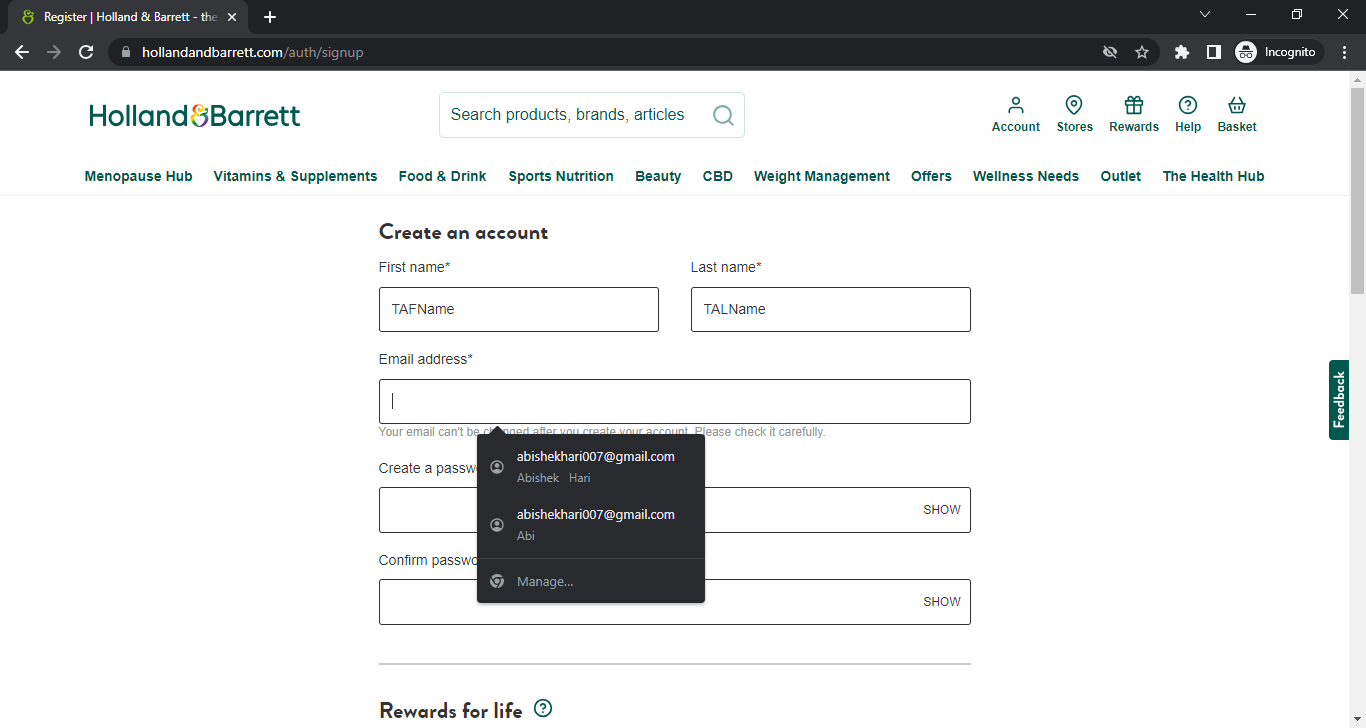 Register | Holland & Barrett - the
hollandandbarrett.com/auth/signup
Incognito
Holland&Barrett
Search products, brands, articles
Account
Stores
Rewards
Help
Basket
Menopause Hub
Vitamins & Supplements
Food & Drink
Sports Nutrition
Beauty
CBD
Weight Management
Offers
Wellness Needs
Outlet
The Health Hub
Create an account
First name*
Last name*
TAFName
TALName
Email address*
Your email can't be changed after you create your account. Please check it carefully.
abishekhari007@gmail.com
Abishek Hari
abishekhari007@gmail.com
Abi
Manage...
Create a passw
SHOW
Confirm passwo
SHOW
Rewards for life
Feedback